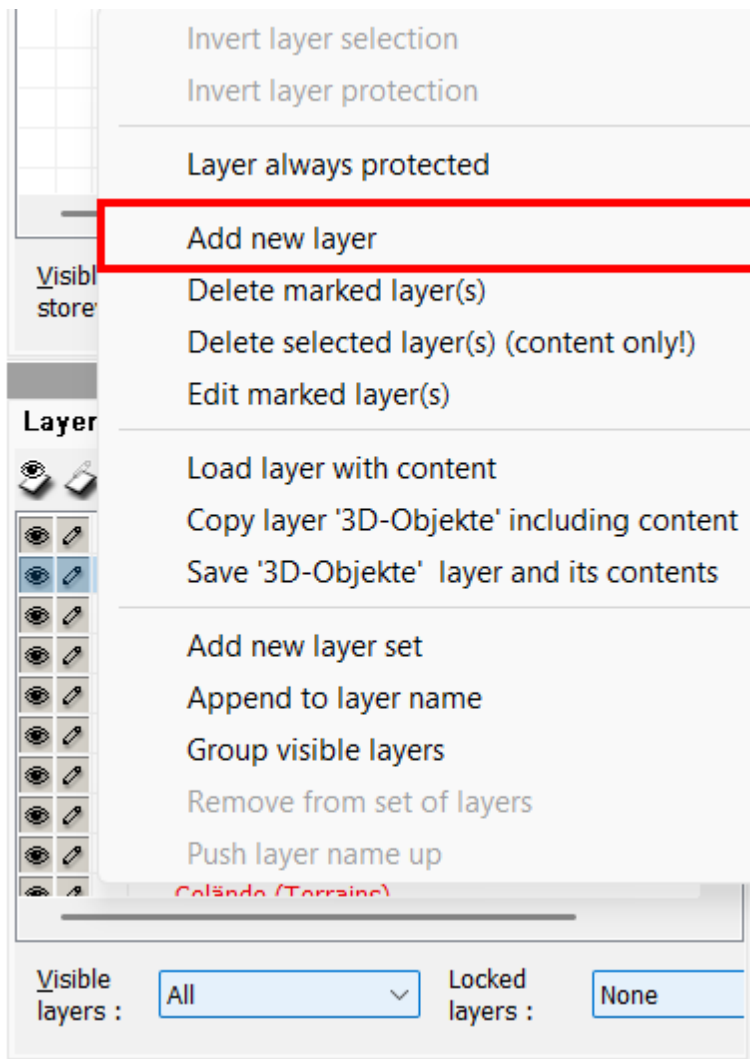 Invert layer selection
Invert layer protection
Layer always protected
Add new layer
Delete marked layer(s)
Delete selected layer(s) (content only!)
Edit marked layer(s)
Load layer with content
Copy layer '3D-Objekte' including content
Save '3D-Objekte'  layer and its contents
Add new layer set
Append to layer name
Group visible layers
Remove from set of layers
Push layer name up
Layer
Visible layers : All
Locked layers : None